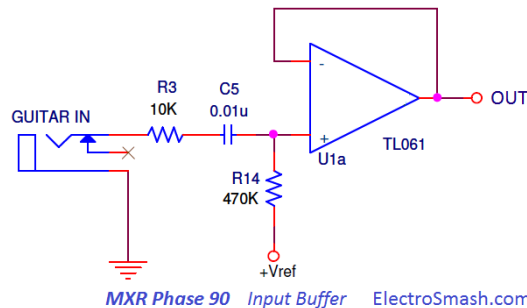 GUITAR IN
R3
10K
C5
0.01u
-
+
U1a
TL061
OUT
R14
470K
+Vref
MXR Phase 90 Input Buffer ElectroSmash.com